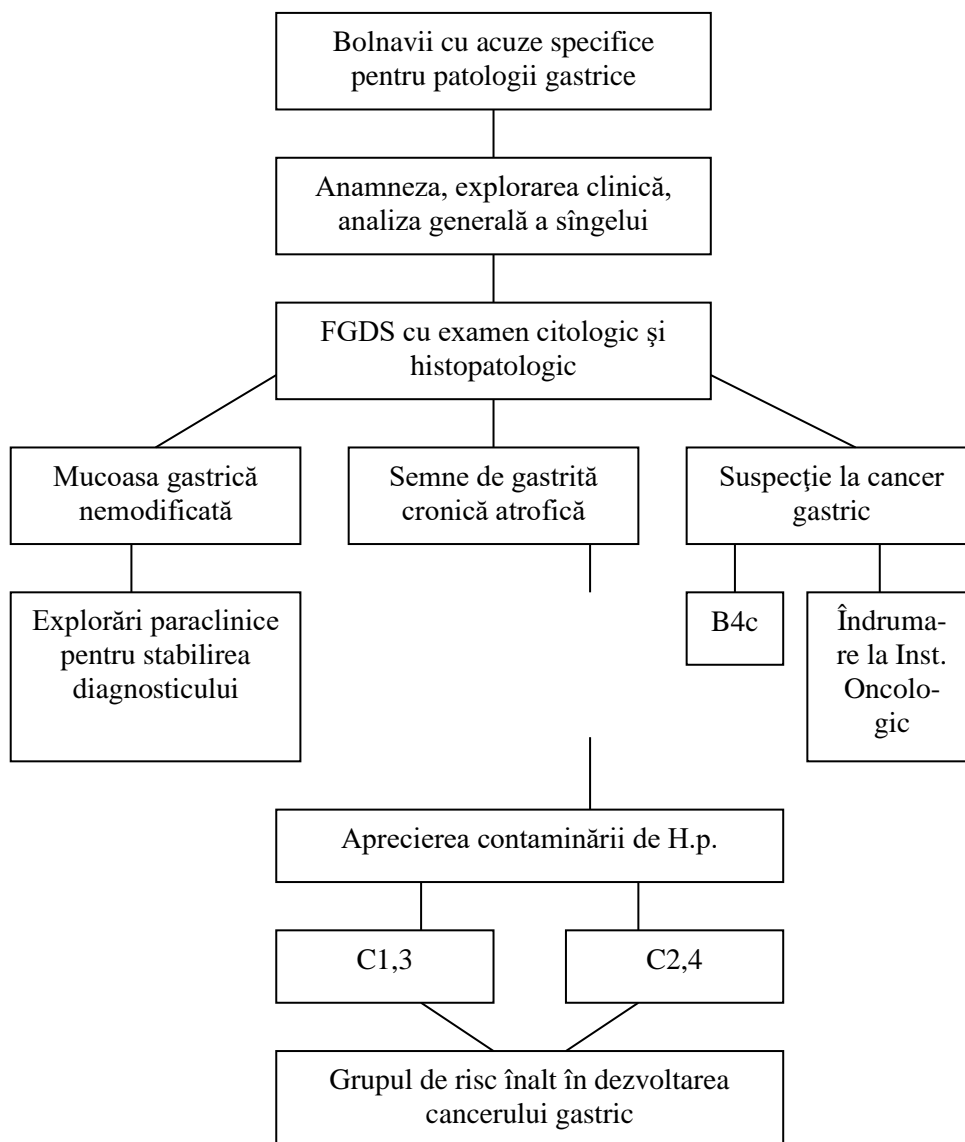 Bolnavii cu acuze specifice
pentru patologii gastrice
Anamneza, explorarea clinică,
analiza generală a sîngelui
FGDS cu examen citologic şi
histopatologic
Mucoasa gastrică
nemodificată
Semne de gastrită
cronică atrofică
Suspecţie la cancer
gastric
Explorări paraclinice
pentru stabilirea
diagnosticului
B4c
Îndruma-
re la Inst.
Oncolo-
gic
Aprecierea contaminării de H.p.
C1,3
C2,4
Grupul de risc înalt în dezvoltarea
cancerului gastric